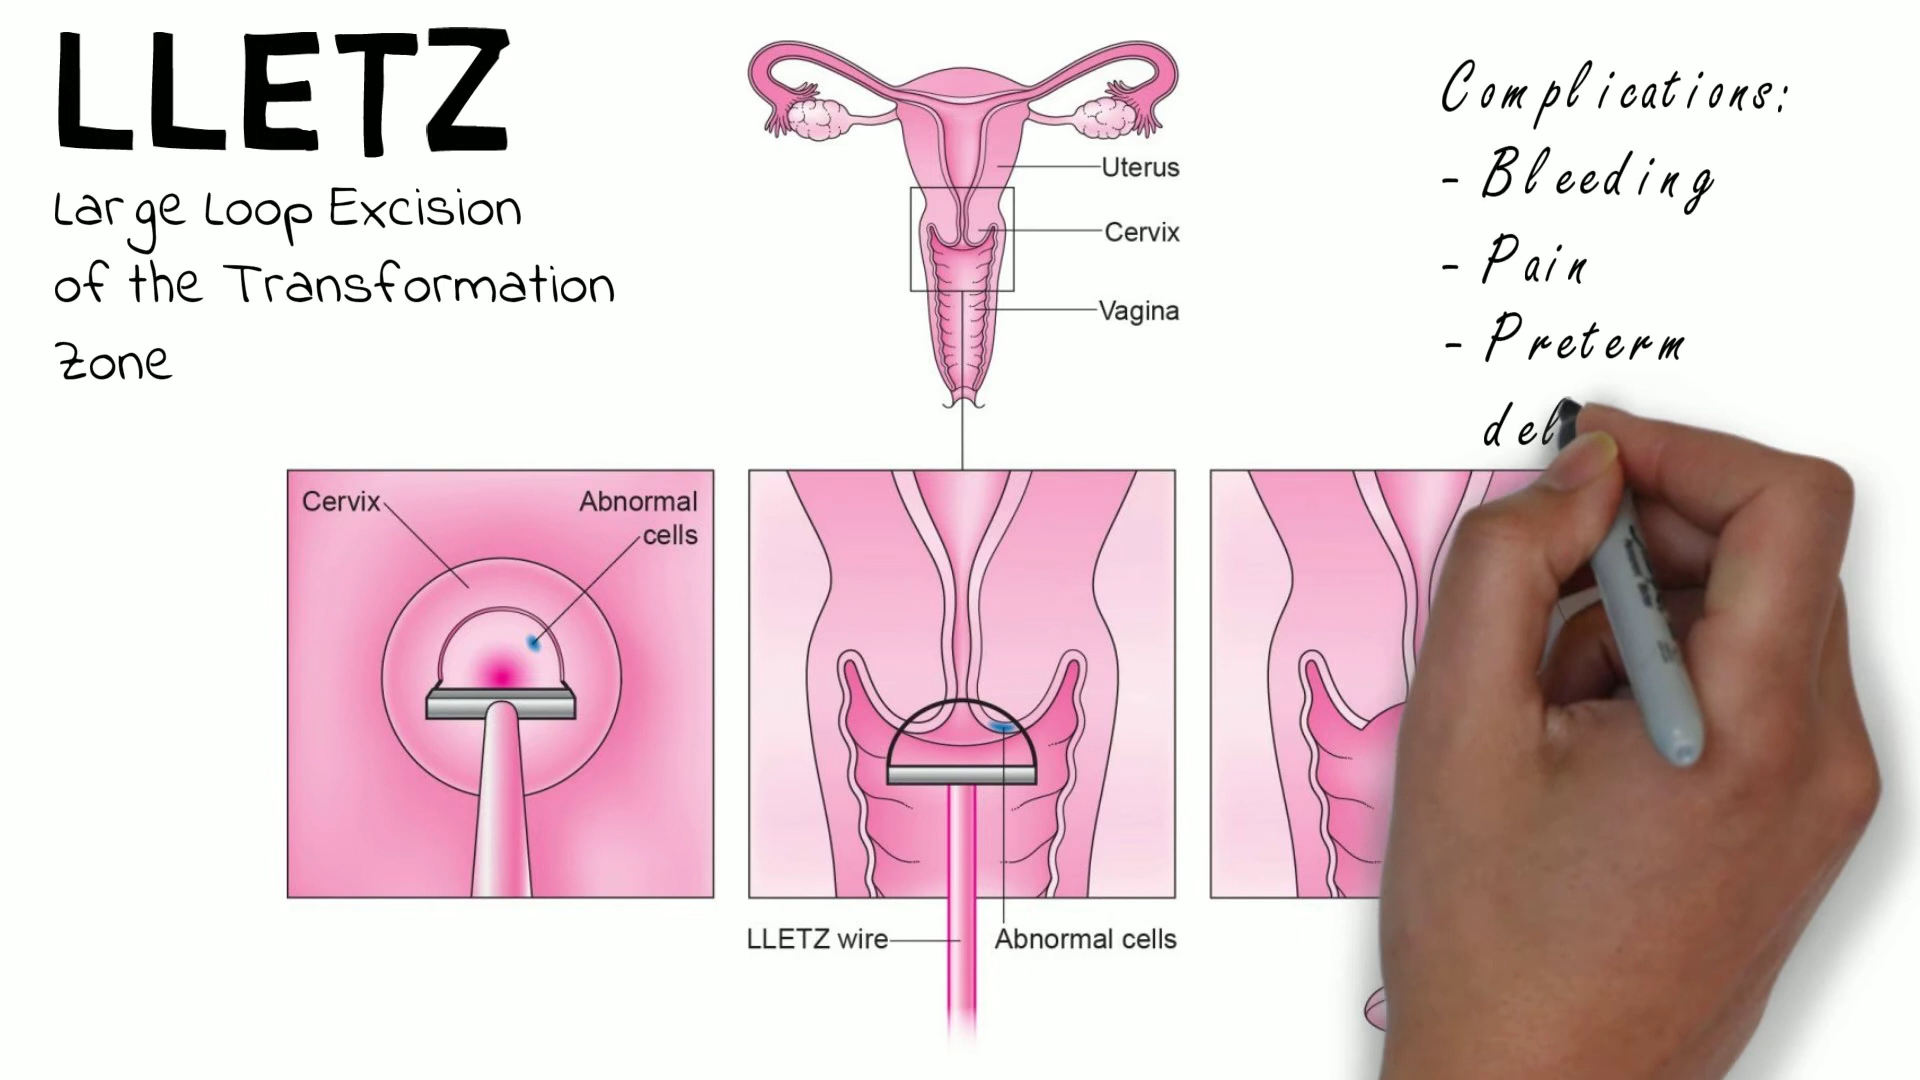 LLETZ
Large Loop Excision
of the Transformation
Zone
Uterus
Cervix
Vagina
Complications:
- Bleeding
- Pain
- Preterm
del
Cervix
Abnormal
cells
LLETZ wire
Abnormal cells